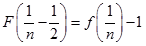 F(1/n − 1/2) = f(1/n) − 1